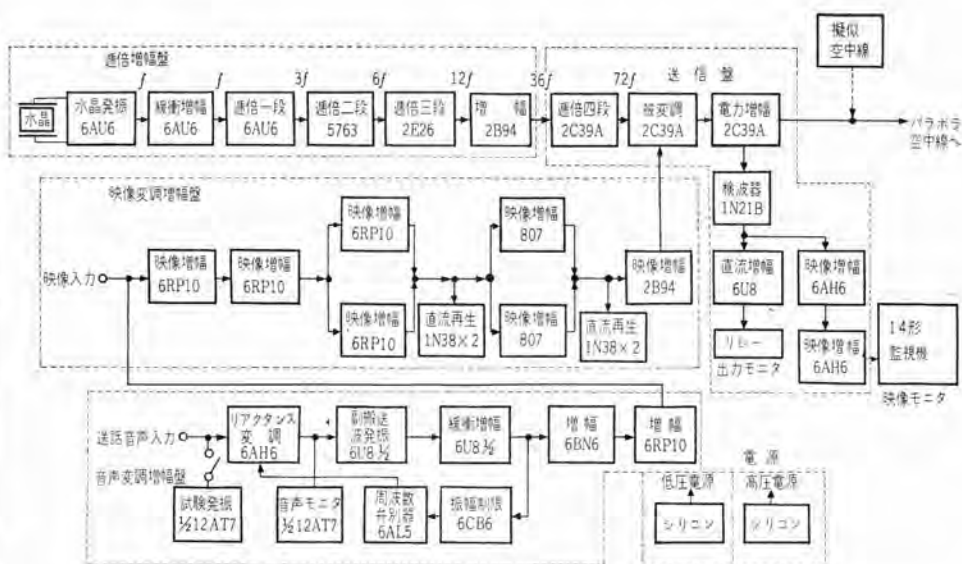 逓倍増幅盤
f
f
3f
6f
12f
36f
72f
送信盤
擬似
空中線
水晶
水晶発振
6AU6
緩衝増幅
6AU6
逓倍一段
6AU6
逓倍二段
5763
逓倍三段
2E26
増幅
2B94
逓倍四段
2C39A
被変調
2C39A
電力増幅
2C39A
パラボラ
空中線へ
検波器
1N21B
映像変調増幅盤
映像入力
映像増幅
6RP10
映像増幅
6RP10
映像増幅
6RP10
映像増幅
6RP10
直流再生
1N38×2
映像増幅
807
映像増幅
807
直流再生
1N38×2
映像増幅
2B94
直流増幅
6U8
リレー
出力モニタ
映像増幅
6AH6
映像増幅
6AH6
14形
監視機
映像モニタ
送話音声入力
音声変調増幅盤
リアクタンス
変調
6AH6
副搬送
波発振
6U8½
緩衝増幅
6U8½
増幅
6BN6
増幅
6RP10
試験発振
½12AT7
音声モニタ
½12AT7
周波数
弁別器
6AL5
振幅制限
6CB6
電源
低圧電源
シリコン
高圧電源
シリコン